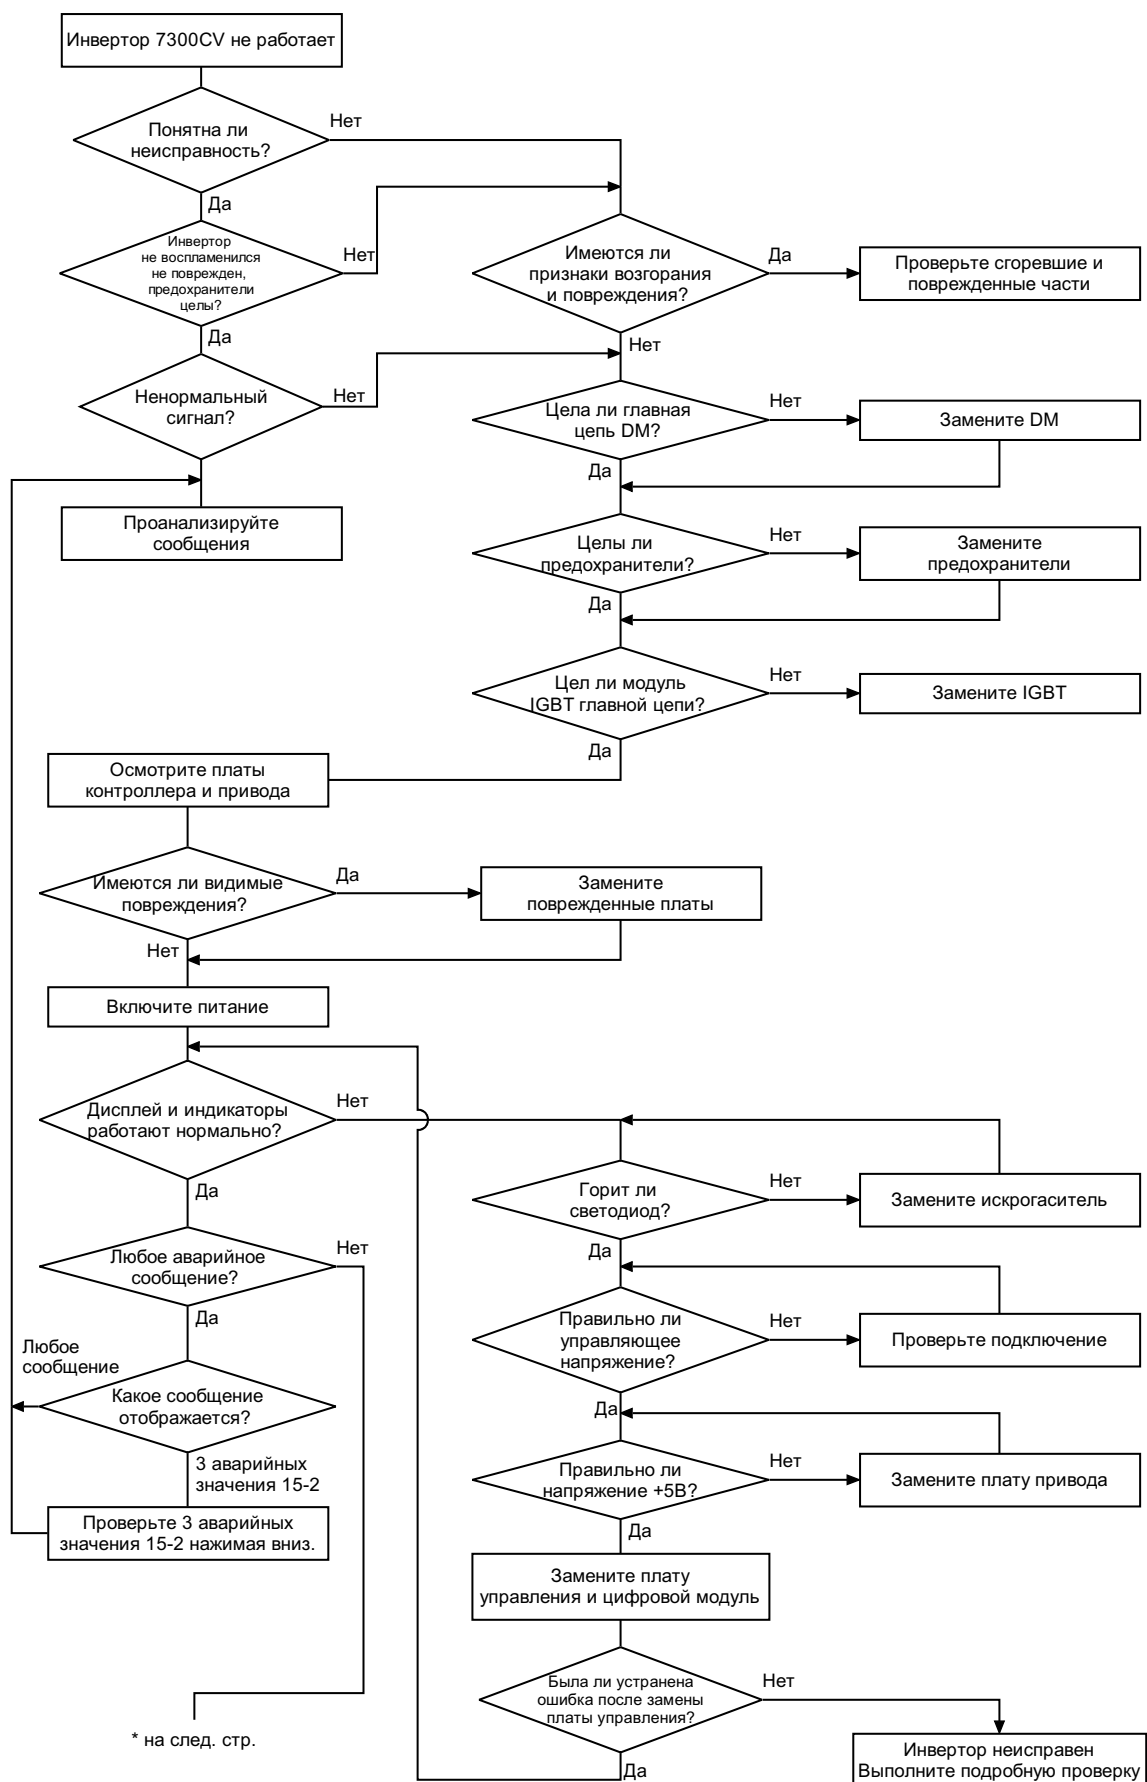 Инвертор 7300CV не работает
Понятна ли
неисправность?
Нет
Да
Инвертор
не воспламенился
не поврежден,
предохранители
целы?
Нет
Имеются ли
признаки возгорания
и повреждения?
Да
Проверьте сгоревшие и
поврежденные части
Да
Нет
Ненормальный
сигнал?
Нет
Цела ли главная
цепь DM?
Нет
Замените DM
Да
Проанализируйте
сообщения
Целы ли
предохранители?
Нет
Замените
предохранители
Да
Цел ли модуль
IGBT главной цепи?
Нет
Замените IGBT
Да
Осмотрите платы
контроллера и привода
Имеются ли видимые
повреждения?
Да
Замените
поврежденные платы
Нет
Включите питание
Дисплей и индикаторы
работают нормально?
Нет
Да
Горит ли
светодиод?
Нет
Замените искрогаситель
Да
Любое аварийное
сообщение?
Нет
Да
Правильно ли
управляющее
напряжение?
Нет
Проверьте подключение
Да
Любое
сообщение
Какое сообщение
отображается?
3 аварийных
значения 15-2
Правильно ли
напряжение +5В?
Нет
Замените плату привода
Да
Проверьте 3 аварийных
значения 15-2 нажимая вниз.
Замените плату
управления и цифровой модуль
Была ли устранена
ошибка после замены
платы управления?
Нет
Да
* на след. стр.
Инвертор неисправен
Выполните подробную проверку